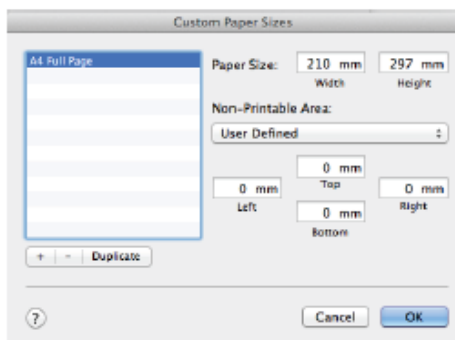 Custom Paper Sizes
A4 Full Page
Paper Size: 210 mm 297 mm
Width Height
Non-Printable Area:
User Defined
0 mm
Top
0 mm 0 mm
Left Right
0 mm
Bottom
+ - Duplicate
? Cancel OK